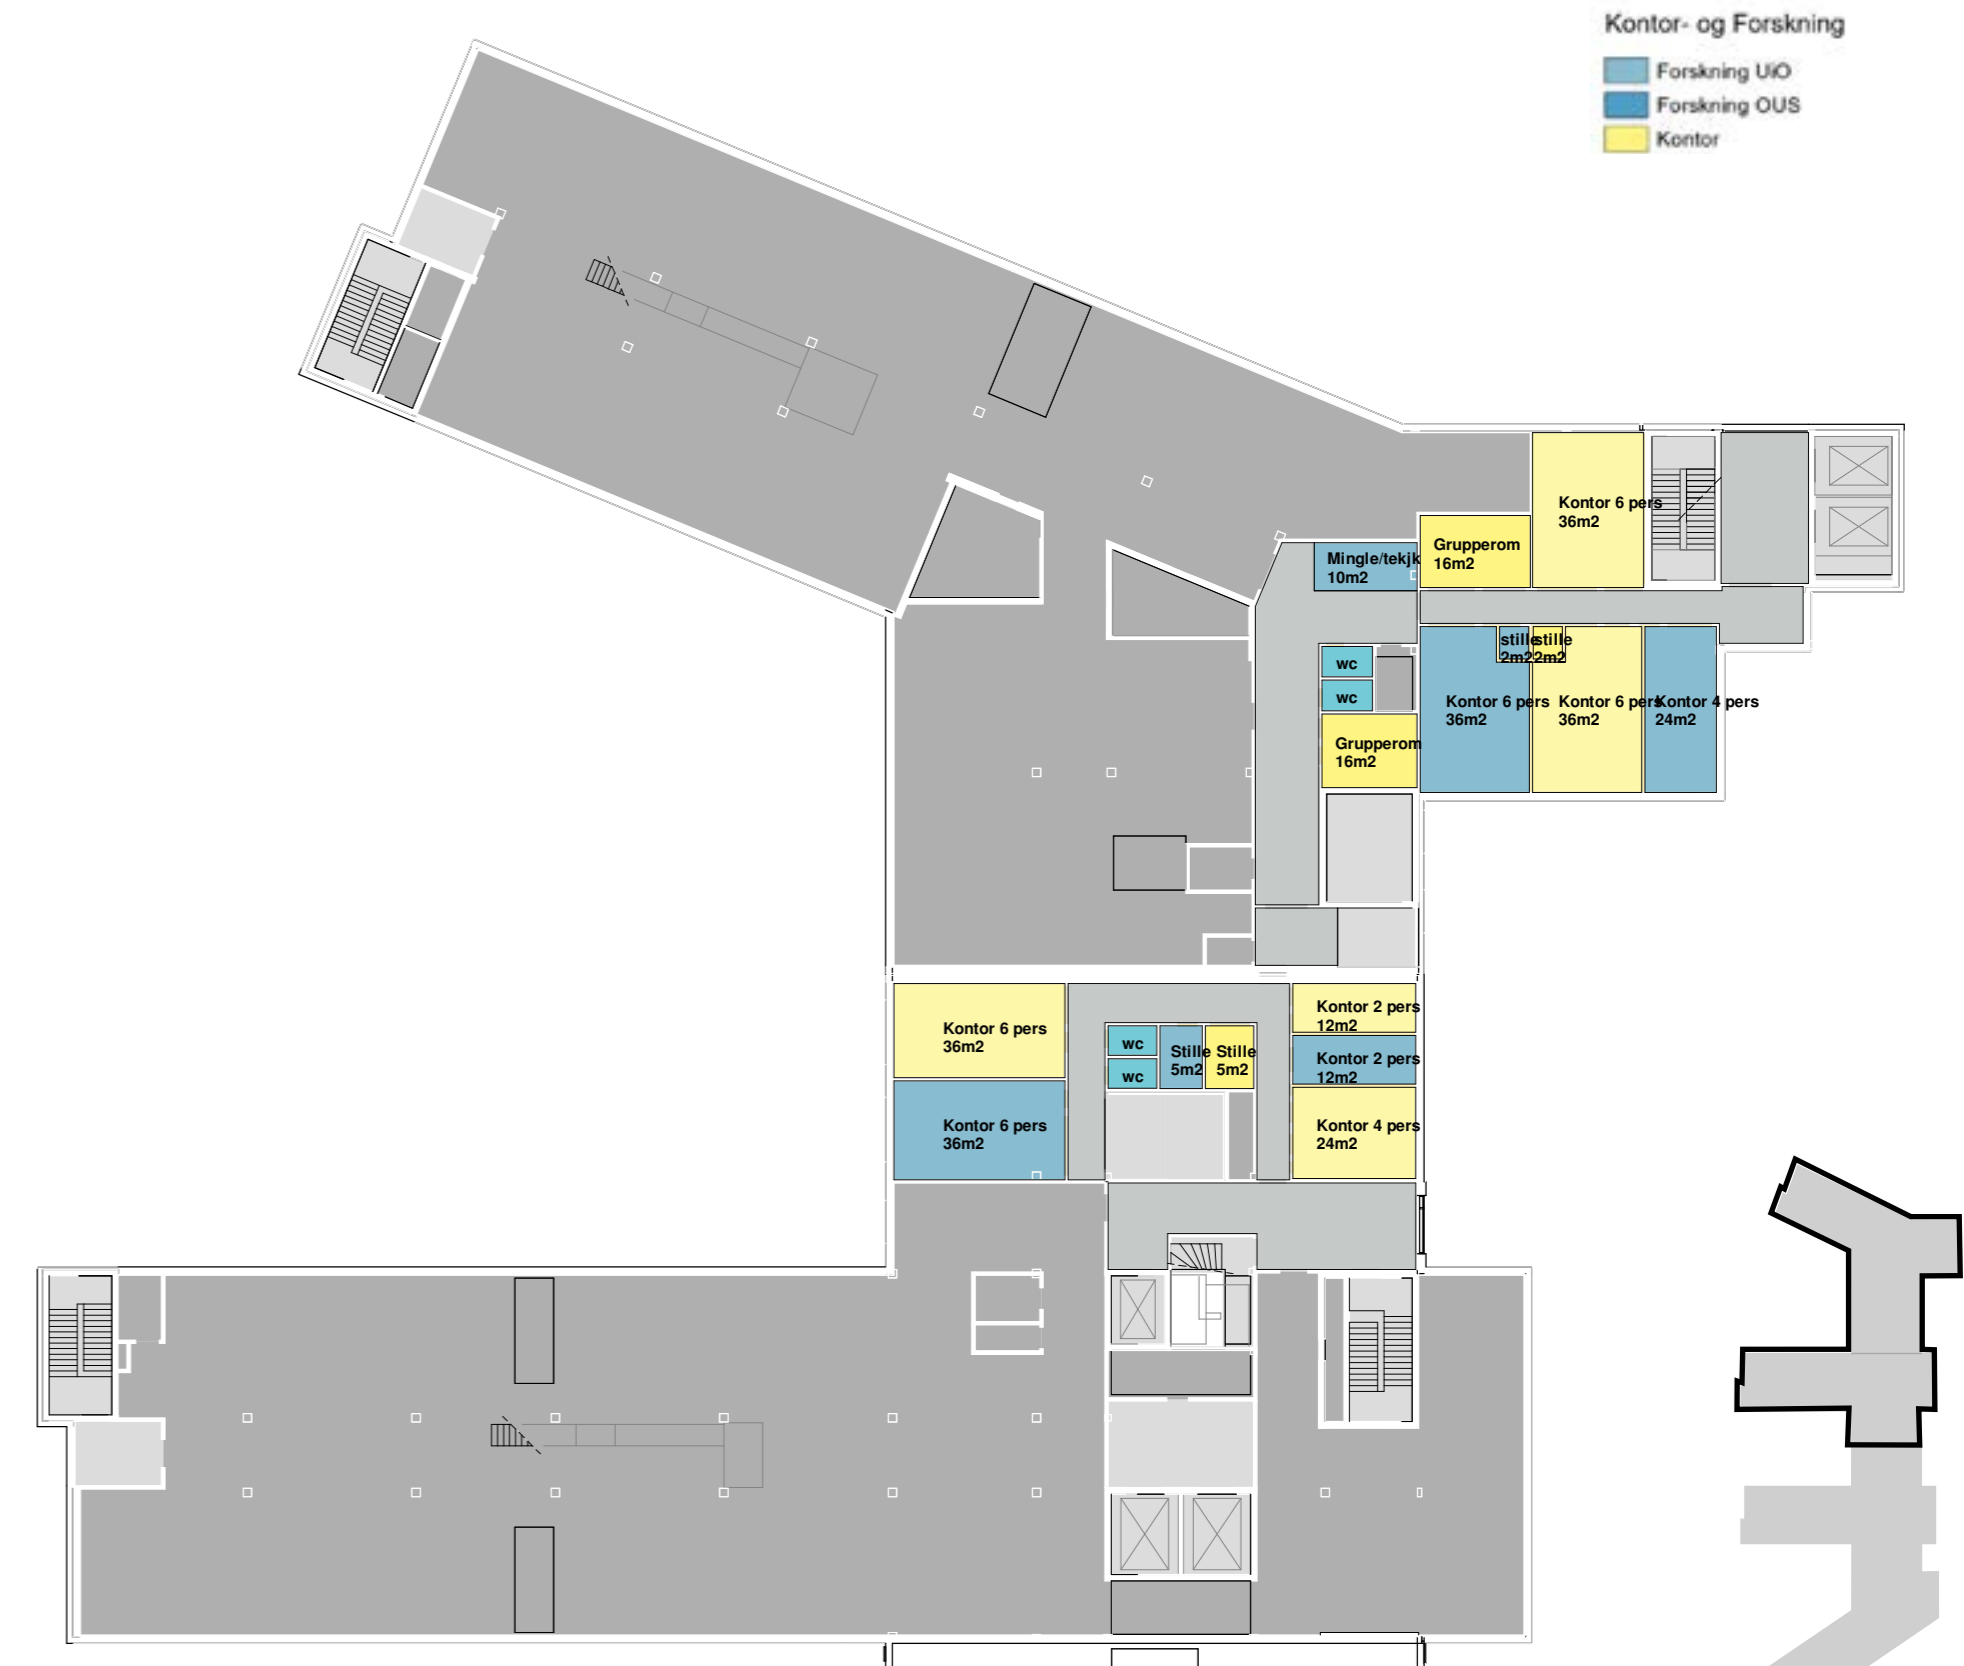 Kontor- og Forskning
Forskning UiO
Forskning OUS
Kontor
Kontor 6 pers
36m2
Grupperom
16m2
Mingle/tekjk
10m2
stille
2m2
stille
2m2
wc
wc
Kontor 6 pers
36m2
Kontor 6 pers
36m2
Kontor 4 pers
24m2
Grupperom
16m2
Kontor 6 pers
36m2
Kontor 2 pers
12m2
wc
wc
Stille
5m2
Stille
5m2
Kontor 2 pers
12m2
Kontor 6 pers
36m2
Kontor 4 pers
24m2